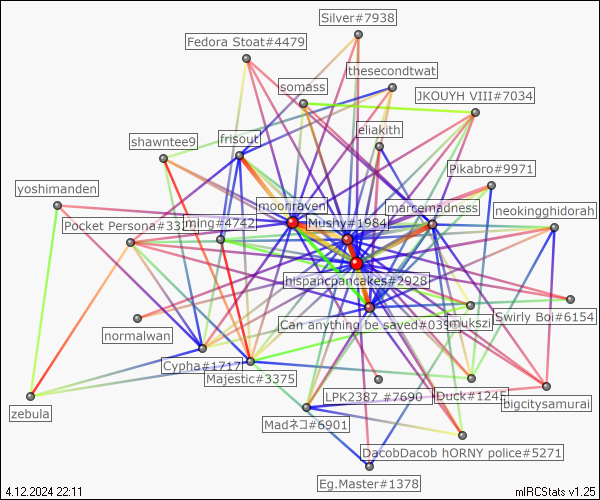 Silver#7938
Fedora Stoat#4479
thesecondtwat
somass
JKOUYH VIII#7034
eliakith
shawntee9
frisout
Pikabro#9971
yoshimanden
moonraven
marcemadness
neokingghidorah
Pocket Persona#33
ming#4742
Mushy#1984
hispanicpancakes#2928
Can anything be saved#039
mukszi
Swirly Boi#6154
normalwan
Cypha#1717
Majestic#3375
LPK2387 #7690
Duck#124
bigcitysamurai
zebula
Madネコ#6901
DacobDacob hORNY police#5271
Eg.Master#1378
4.12.2024 22:11
mIRCStats v1.25